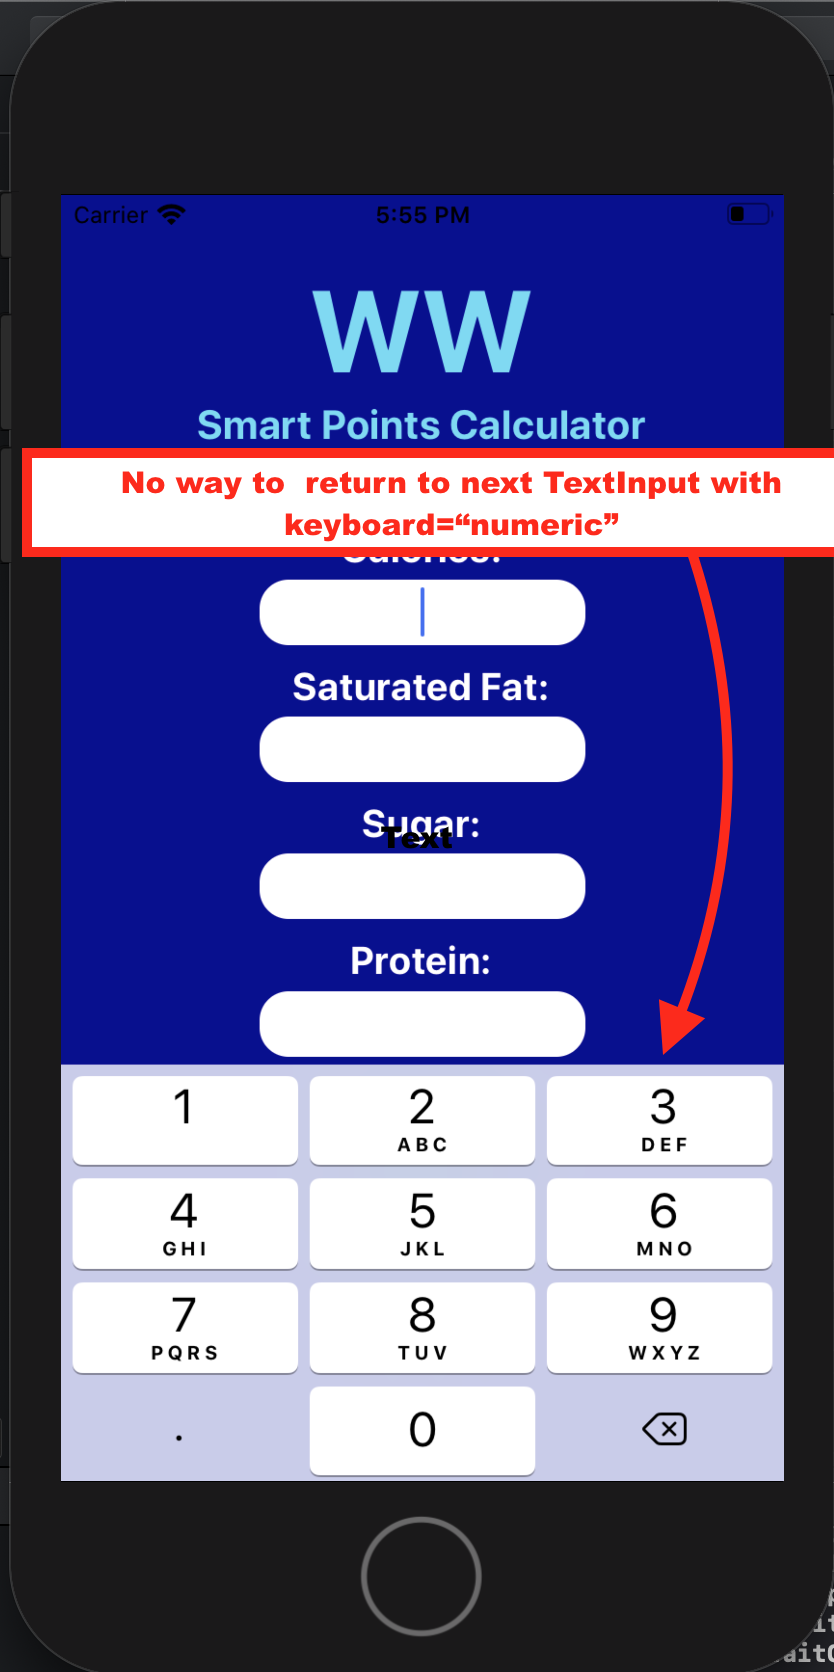 Carrier
5:55 PM
WW
Smart Points Calculator
No way to  return to next TextInput with
keyboard=“numeric”
Calories:
Saturated Fat:
Sugar:
Text
Protein:
1
2
ABC
3
DEF
4
GHI
5
JKL
6
MNO
7
PQRS
8
TUV
9
WXYZ
.
0